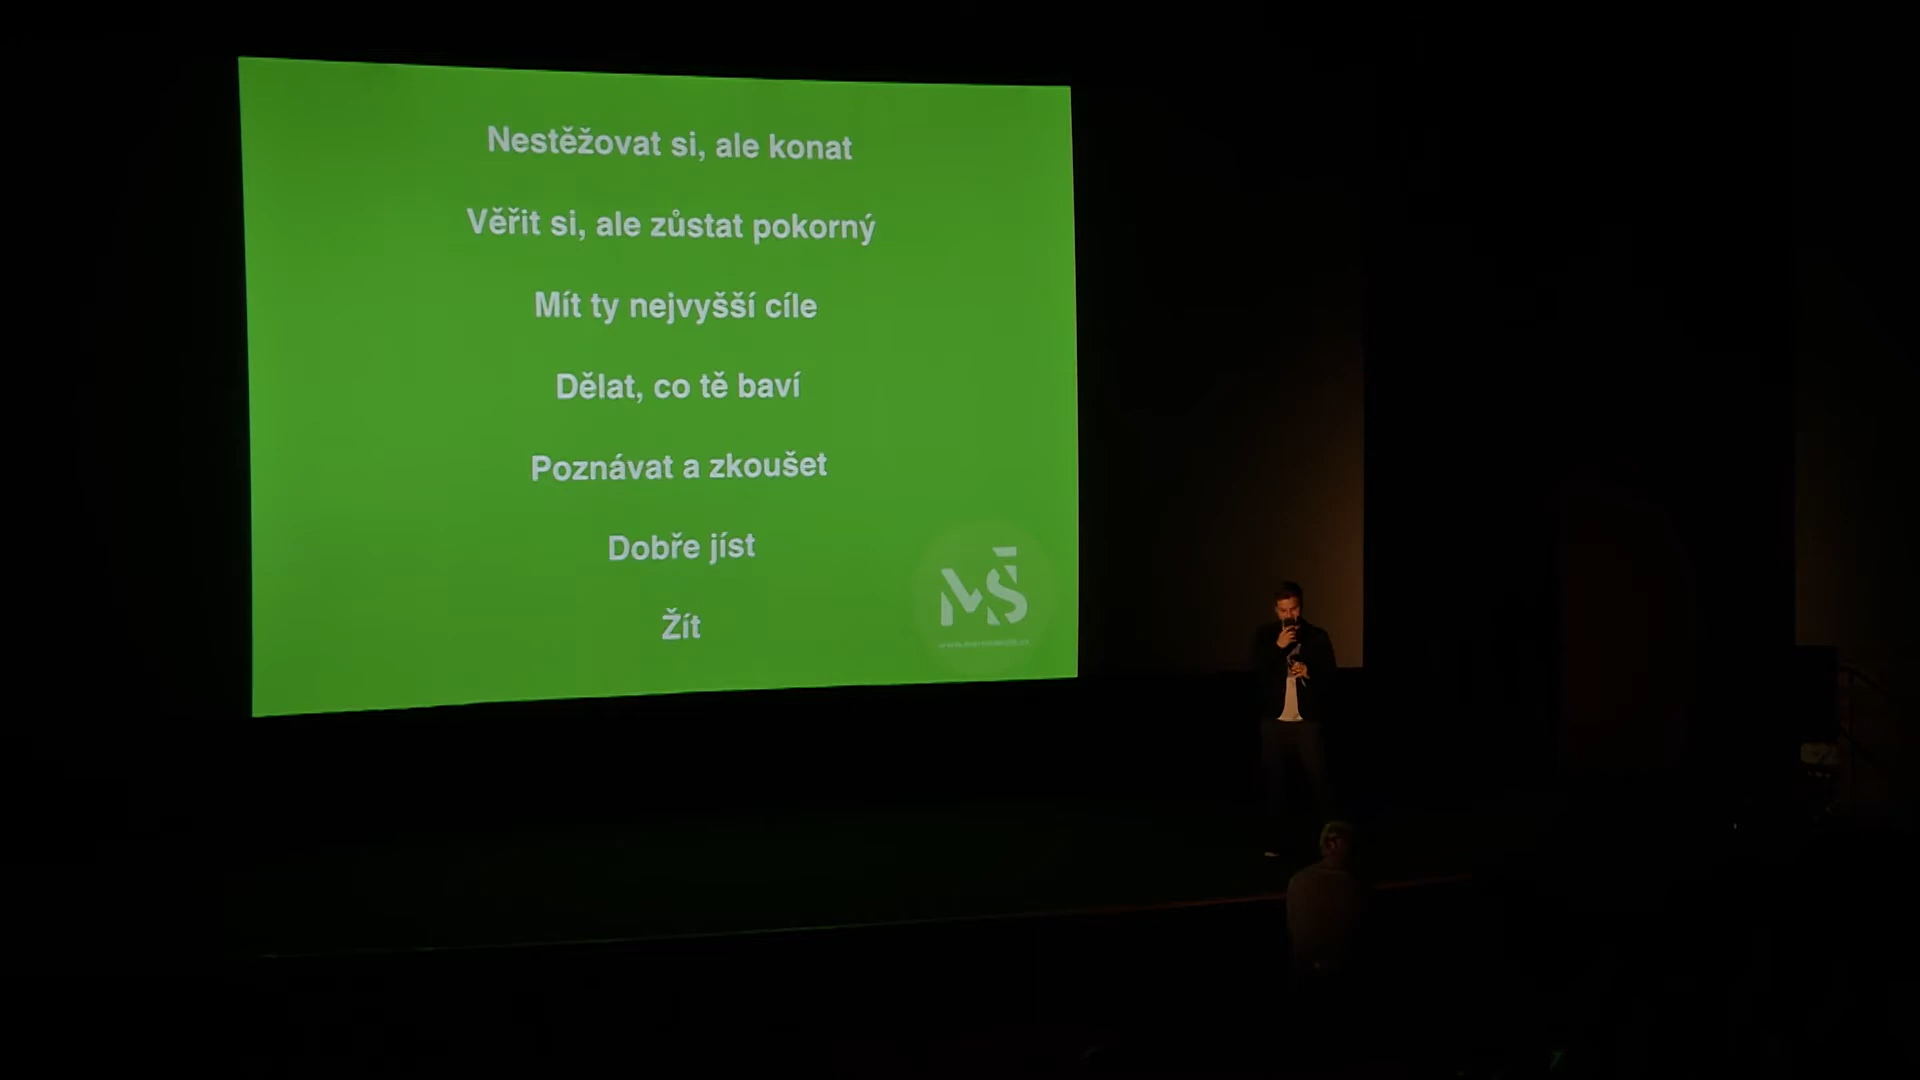 Nestěžovat si, ale konat
Věřit si, ale zůstat pokorný
Mít ty nejvyšší cíle
Dělat, co tě baví
Poznávat a zkoušet
Dobře jíst
Žít
MŠ